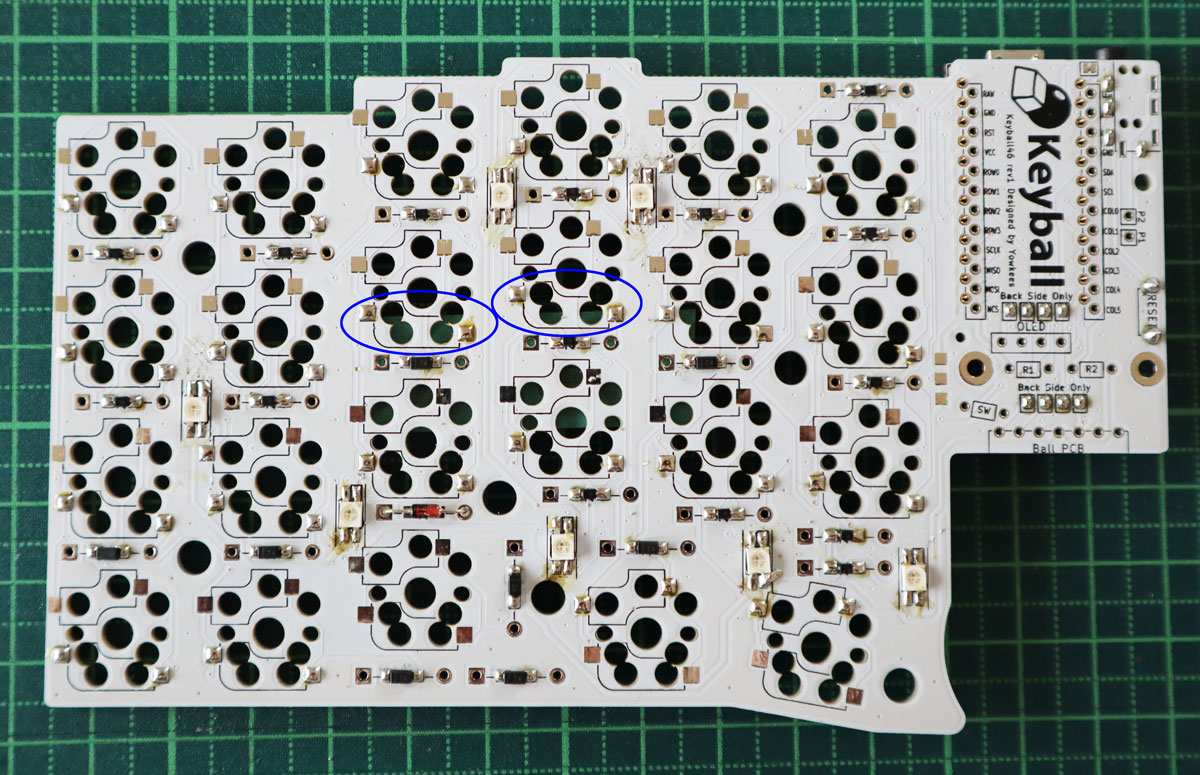 Keyball
Keyball46 rev1 Designed by Yowkees
RAW
GND
RST
VCC
ROW0
ROW1
ROW2
ROW3
SCLK
MISO
MOSI
NCS
GND
SDA
SCL
COL0
COL1
COL2
COL3
COL4
COL5
P2
P1
RESET
Back Side Only
OLED
R1
R2
Back Side Only
SW
Ball PCB